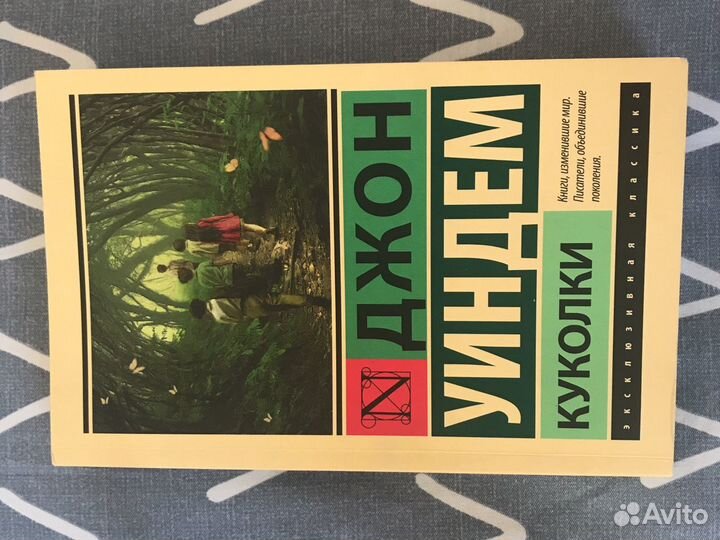 эксклюзивная классика
Книги, изменившие мир.
Писатели, объединившие
поколения.
ДЖОН
УИНДЕМ
КУКОЛКИ
Avito